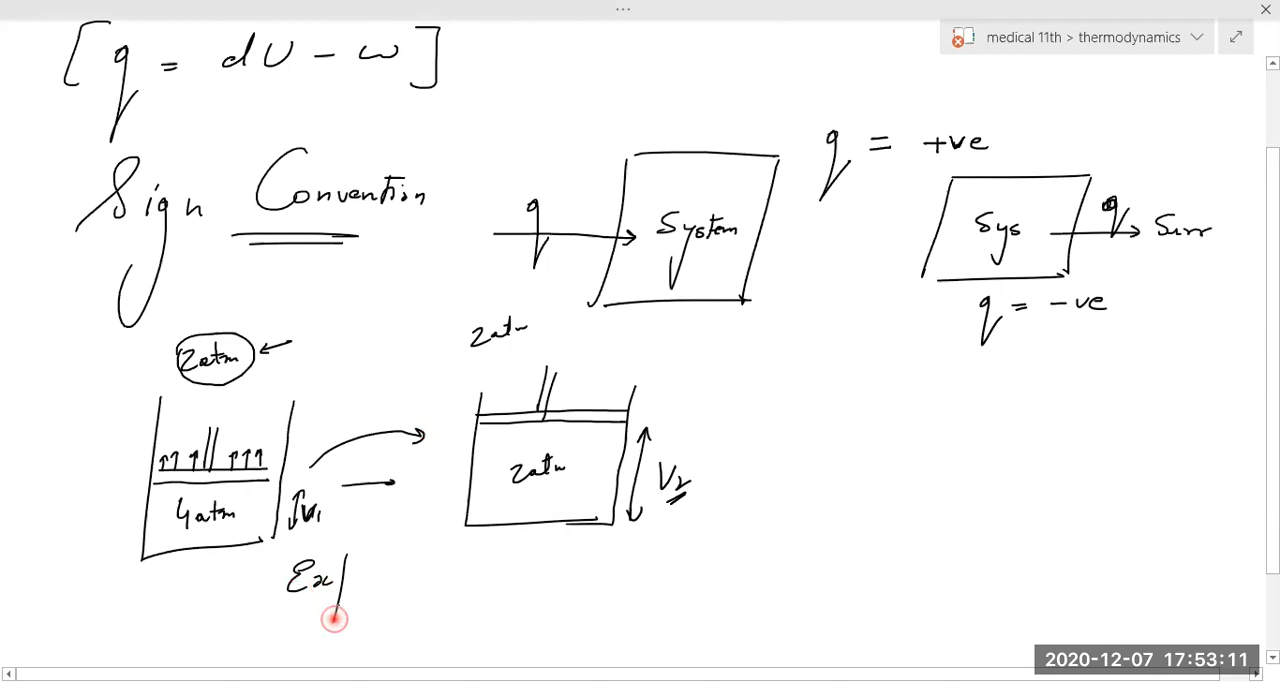 ...
medical 11th > thermodynamics
[ q = dU - w ]
Sign Convention
q
System
q = +ve
Sys
q
Surr
q = -ve
2atm
2atm
4atm
V₁
2atm
V₂
Ex
2020-12-07 17:53:11